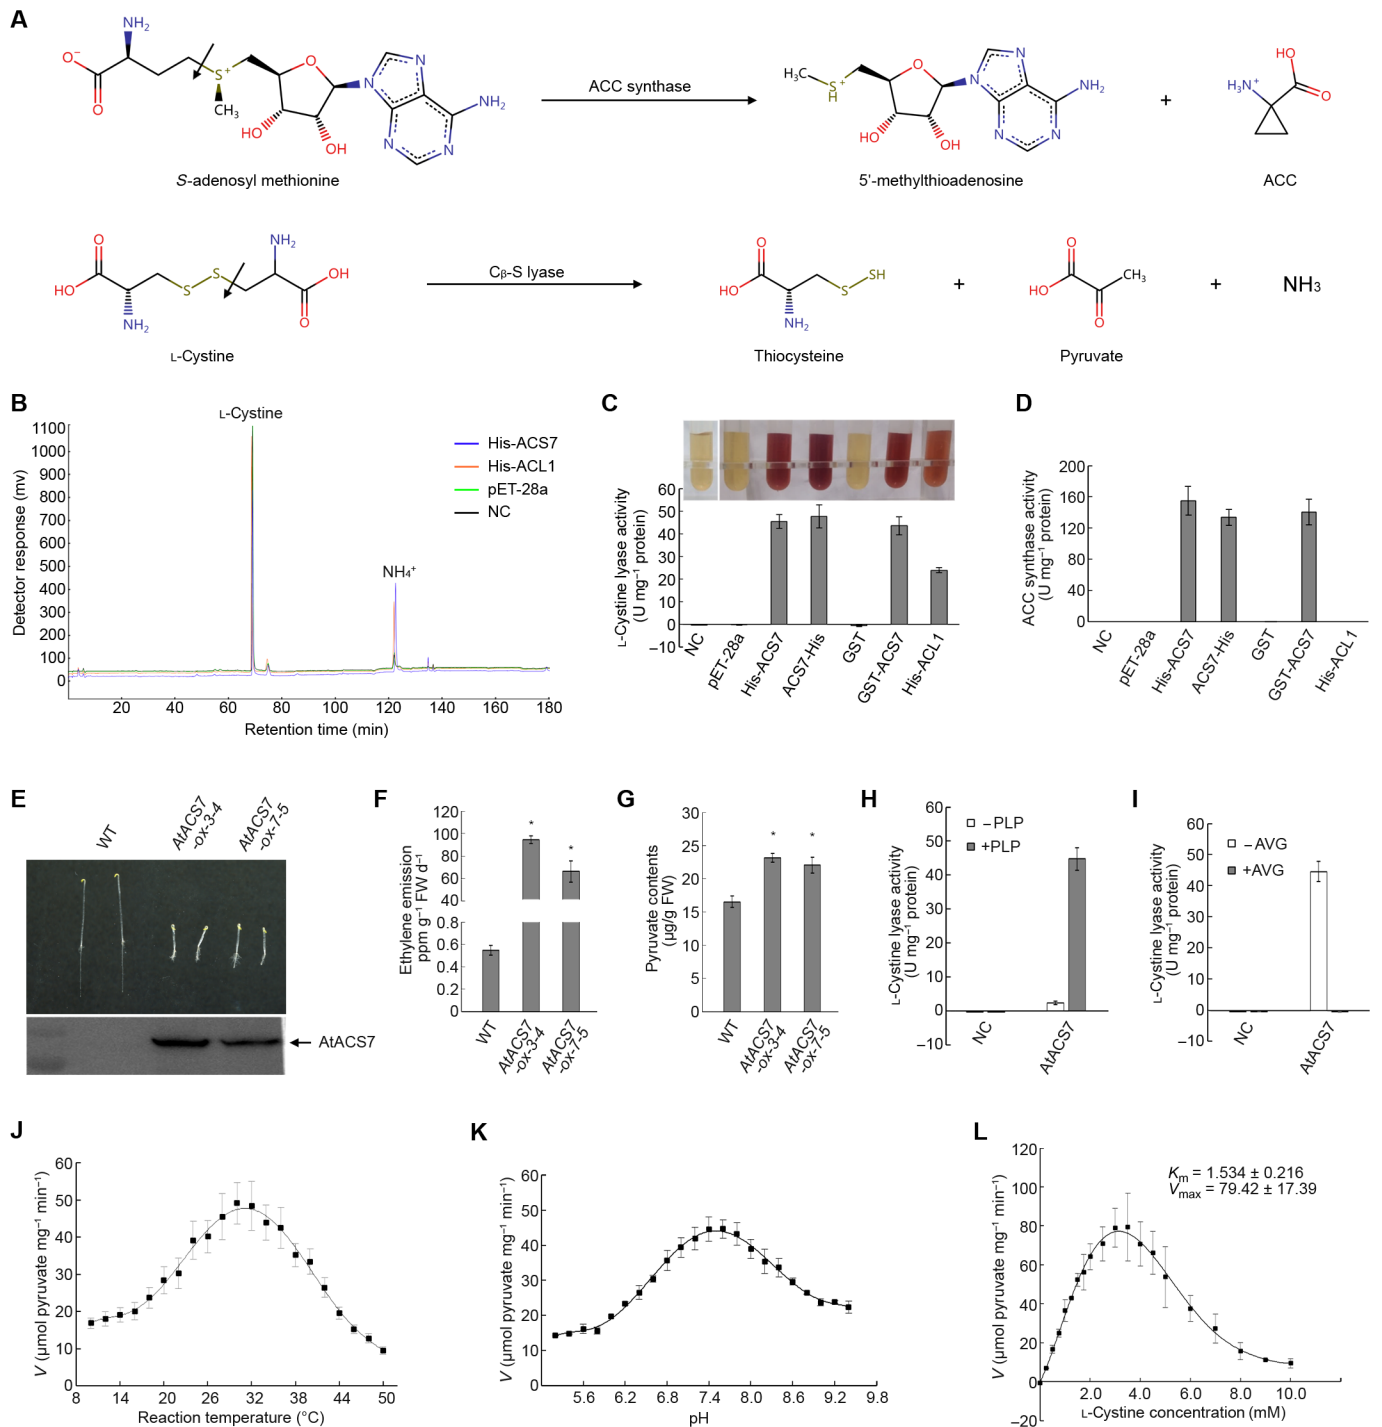 A
NH₂
O⁻
O
S⁺
CH₃
O
HO
OH
N
N
N
N
NH₂
S-adenosyl methionine
ACC synthase
H₃C
S⁺
H
O
HO
OH
N
N
N
N
NH₂
5'-methylthioadenosine
+
HO
O
H₃N⁺
ACC
O
HO
NH₂
S
S
NH₂
OH
O
L-Cystine
Cβ-S lyase
O
HO
NH₂
S
SH
Thiocysteine
+
O
HO
O
CH₃
Pyruvate
+
NH₃
B
L-Cystine
NH₄⁺
His-ACS7
His-ACL1
pET-28a
NC
Detector response (mv)
1100
1000
900
800
700
600
500
400
300
200
100
0
20 40 60 80 100 120 140 160 180
Retention time (min)
C
L-Cystine lyase activity
(U mg⁻¹ protein)
60
50
40
30
20
10
0
–10
NC
pET-28a
His-ACS7
ACS7-His
GST
GST-ACS7
His-ACL1
D
ACC synthase activity
(U mg⁻¹ protein)
200
160
120
80
40
0
NC
pET-28a
His-ACS7
ACS7-His
GST
GST-ACS7
His-ACL1
E
WT
AtACS7
-ox-3-4
AtACS7
-ox-7-5
AtACS7
F
Ethylene emission
ppm g⁻¹ FW d⁻¹
120
100
80
60
40
0.8
0.6
0.4
0.2
0
*
*
WT
AtACS7
-ox-3-4
AtACS7
-ox-7-5
G
Pyruvate contents
(μg/g FW)
30
25
20
15
10
5
0
*
*
WT
AtACS7
-ox-3-4
AtACS7
-ox-7-5
H
L-Cystine lyase activity
(U mg⁻¹ protein)
60
50
40
30
20
10
0
–10
–PLP
+PLP
NC
AtACS7
I
L-Cystine lyase activity
(U mg⁻¹ protein)
60
50
40
30
20
10
0
–10
–AVG
+AVG
NC
AtACS7
J
V (μmol pyruvate mg⁻¹ min⁻¹)
60
50
40
30
20
10
0
8 14 20 26 32 38 44 50
Reaction temperature (°C)
K
V (μmol pyruvate mg⁻¹ min⁻¹)
60
50
40
30
20
10
0
5.6 6.2 6.8 7.4 8.0 8.6 9.2 9.8
pH
L
V (μmol pyruvate mg⁻¹ min⁻¹)
120
100
80
60
40
20
0
–20
Km = 1.534 ± 0.216
Vmax = 79.42 ± 17.39
2.0 4.0 6.0 8.0 10.0
L-Cystine concentration (mM)